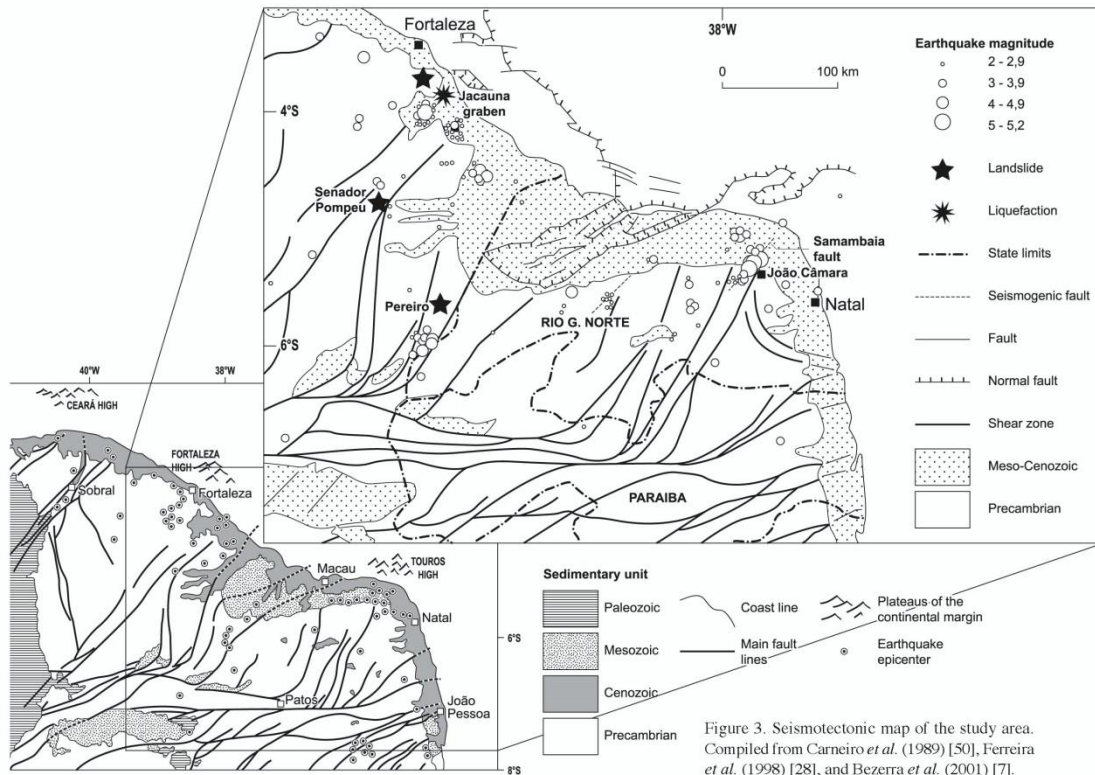 Fortaleza
38°W
0
100 km
Earthquake magnitude
2 - 2,9
3 - 3,9
4 - 4,9
5 - 5,2
Landslide
Liquefaction
State limits
Seismogenic fault
Fault
Normal fault
Shear zone
Meso-Cenozoic
Precambrian
4°S
Jacauna
graben
Senador
Pompeu
Samambaia
fault
João Câmara
Natal
Pereiro
RIO G. NORTE
6°S
PARAIBA
40°W
38°W
CEARÁ HIGH
FORTALEZA
HIGH
Sobral
Fortaleza
Macau
TOUROS
HIGH
Natal
6°S
Patos
João
Pessoa
8°S
Sedimentary unit
Paleozoic
Mesozoic
Cenozoic
Precambrian
Coast line
Main fault
lines
Plateaus of the
continental margin
Earthquake
epicenter
Figure 3. Seismotectonic map of the study area.
Compiled from Carneiro et al. (1989) [50], Ferreira
et al. (1998) [28], and Bezerra et al. (2001) [7].